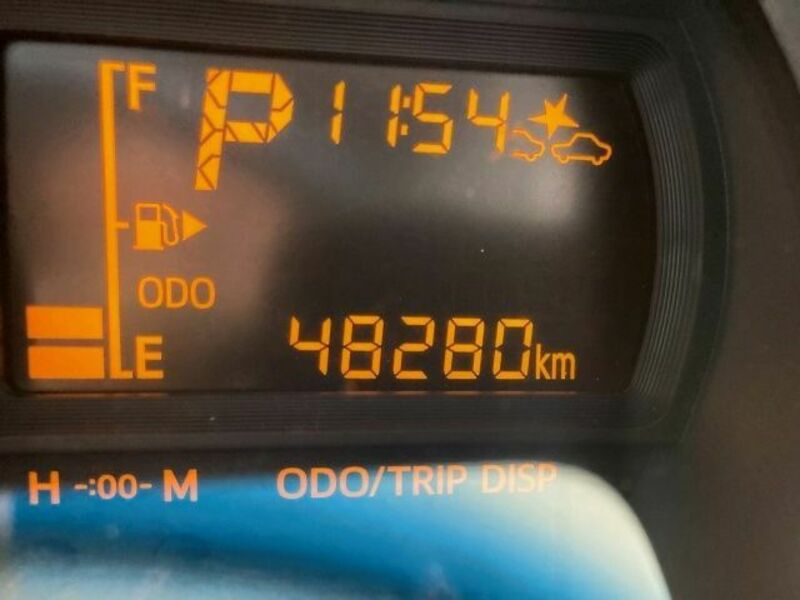 F P 11:54
ODO
E 48280km
H -:00- M ODO/TRIP DISP